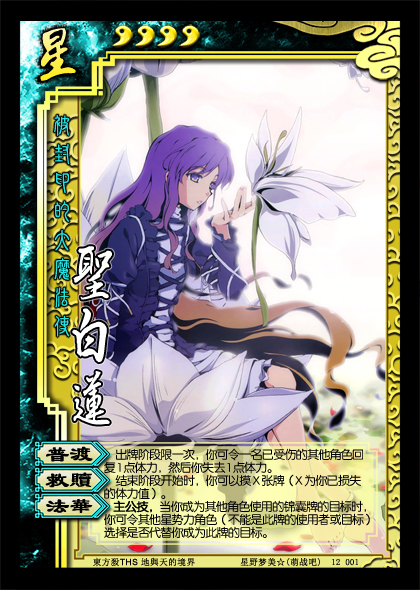 星
被封印的大魔法使
聖白蓮
普渡
出牌阶段限一次，你可令一名已受伤的其他角色回
复1点体力，然后你失去1点体力。
救贖
结束阶段开始时，你可以摸X张牌（X为你已损失
的体力值）。
法華
主公技，当你成为其他角色使用的锦囊牌的目标时，
你可令其他星势力角色（不能是此牌的使用者或目标）
选择是否代替你成为此牌的目标。
東方殺THS 地與天的境界
星野梦美☆(萌战吧)
12 001